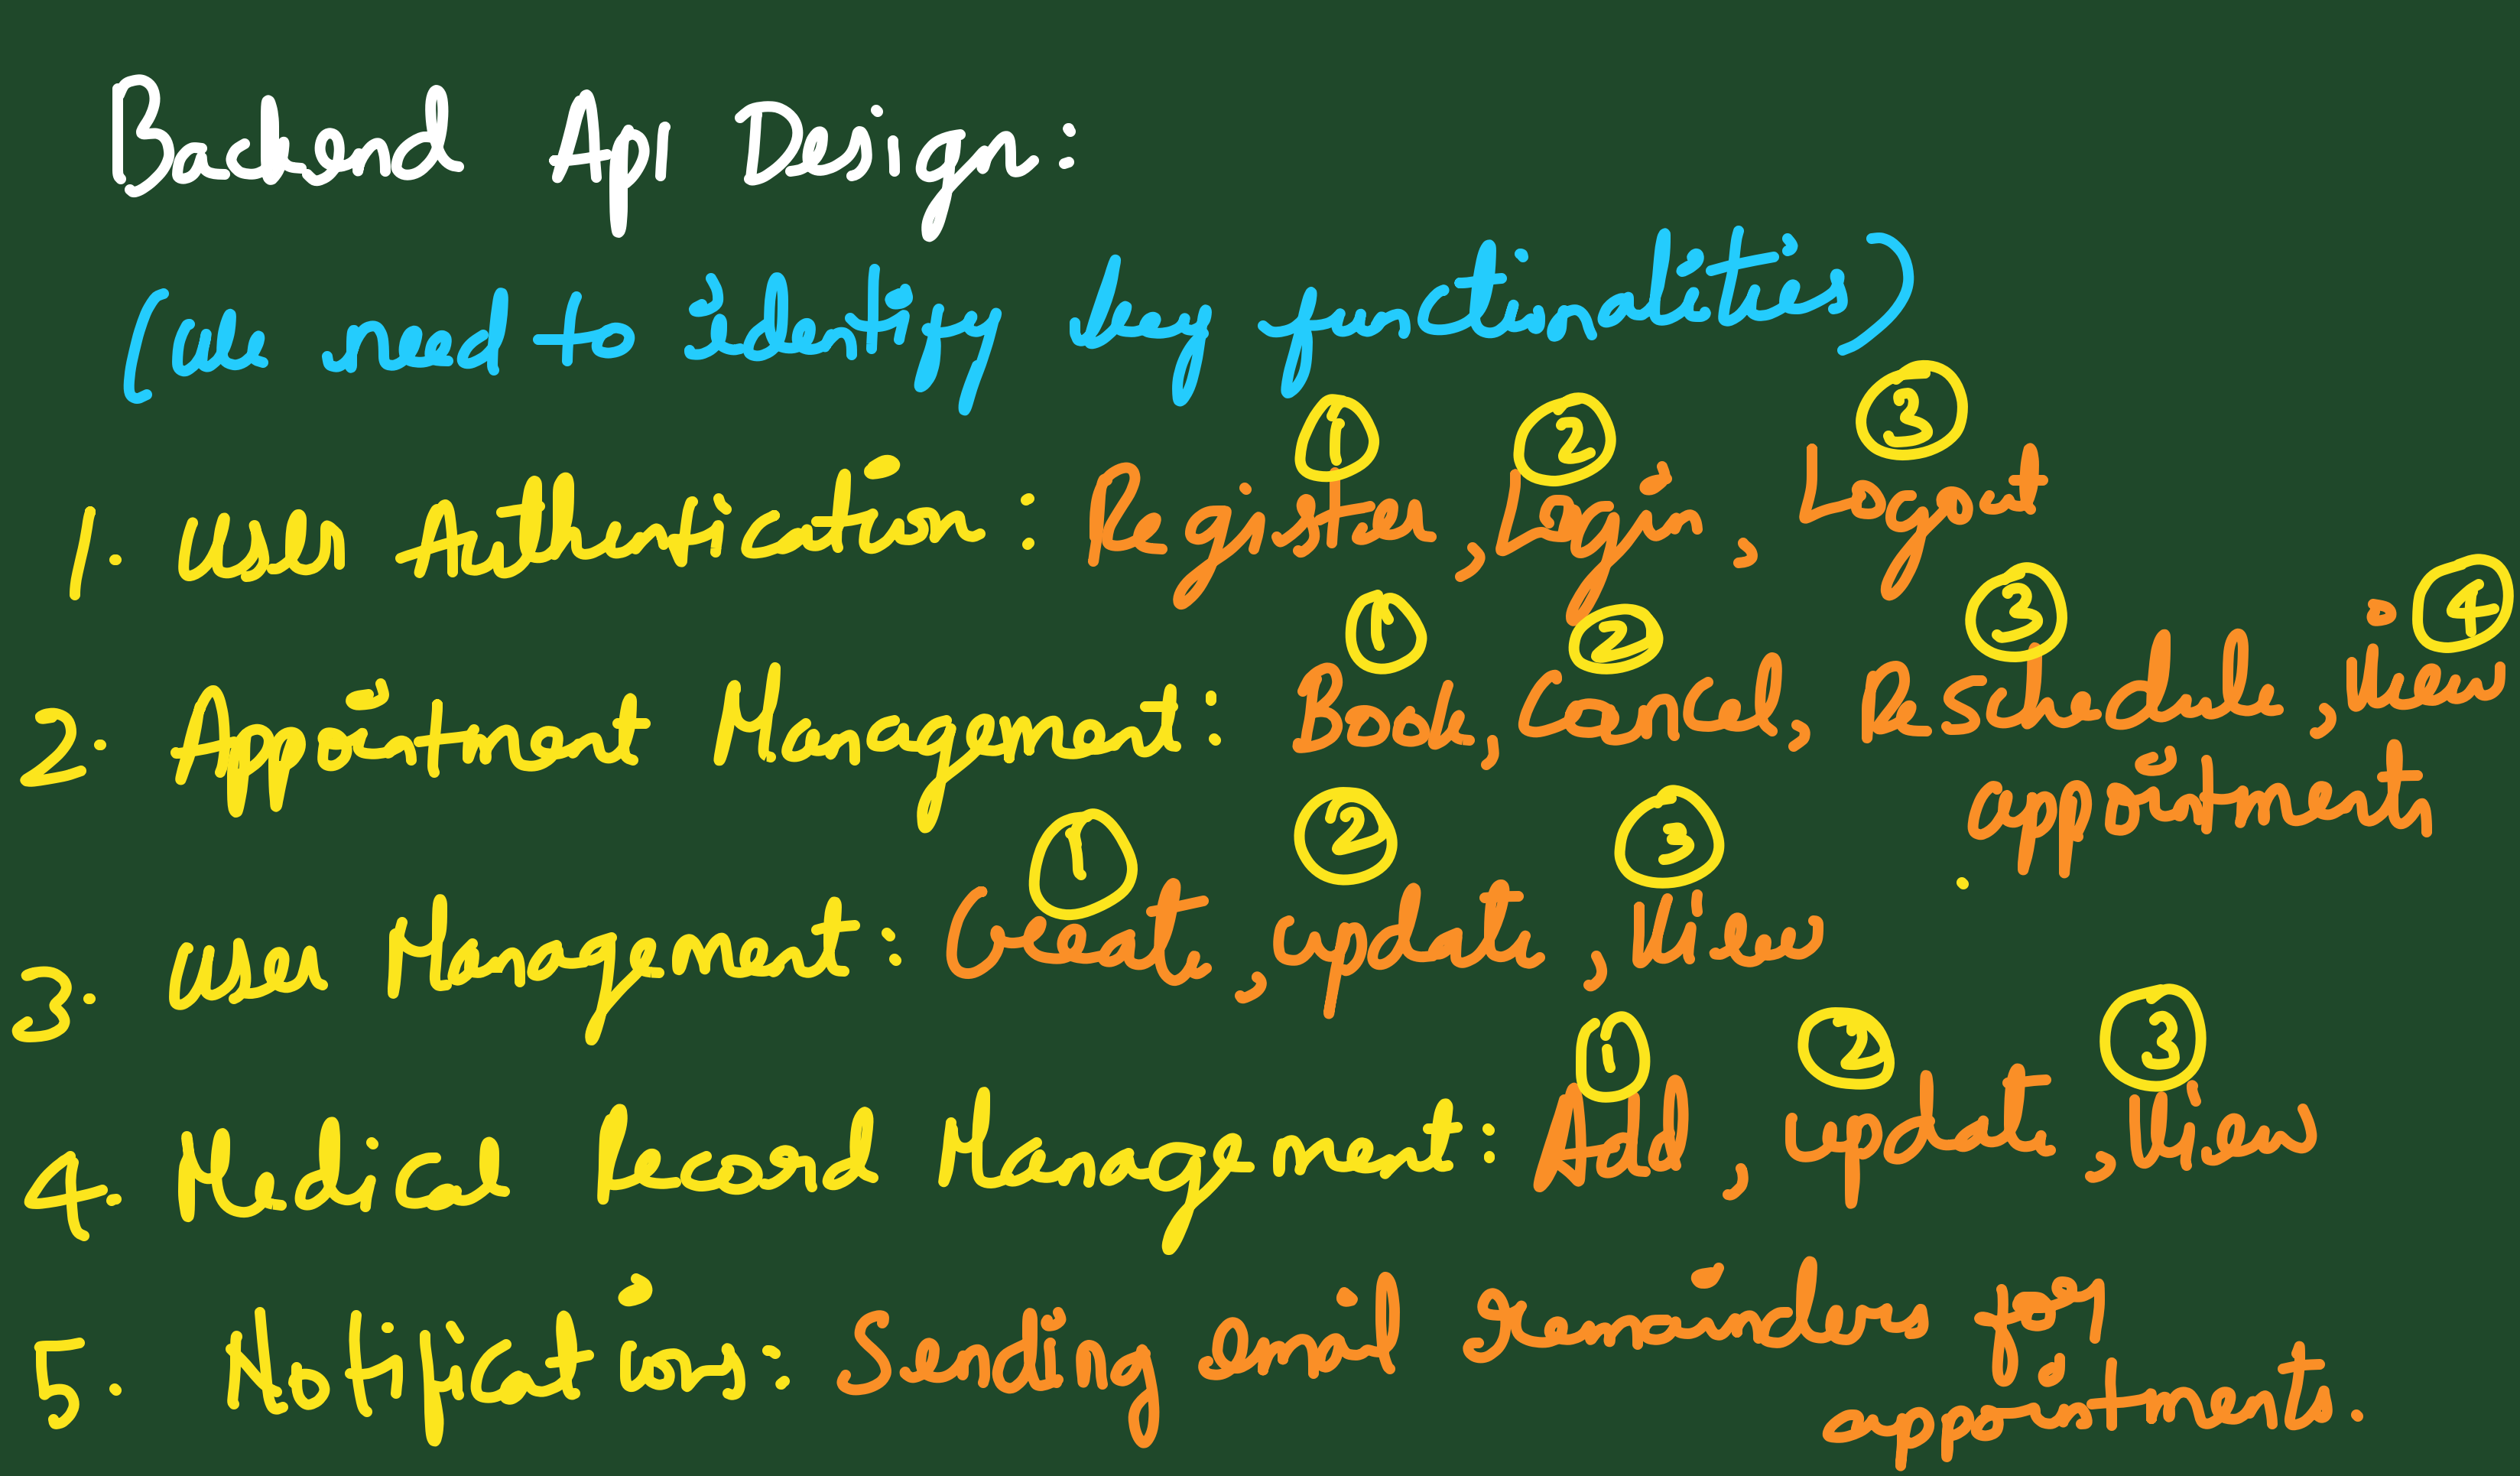 Backend Api Design:
(we need to identify key functionalities)
① ② ③
1. User Authentication: Register, Login, Logout
① ② ③ ④
2. Appointment Management: Book, Cancel, Reschedule, View
appointment
① ② ③
3. User Management: Create, update, View
① ② ③
4. Medical Record Management: Add, update, View
5. Notifications: Sending email remainders for
appointments.